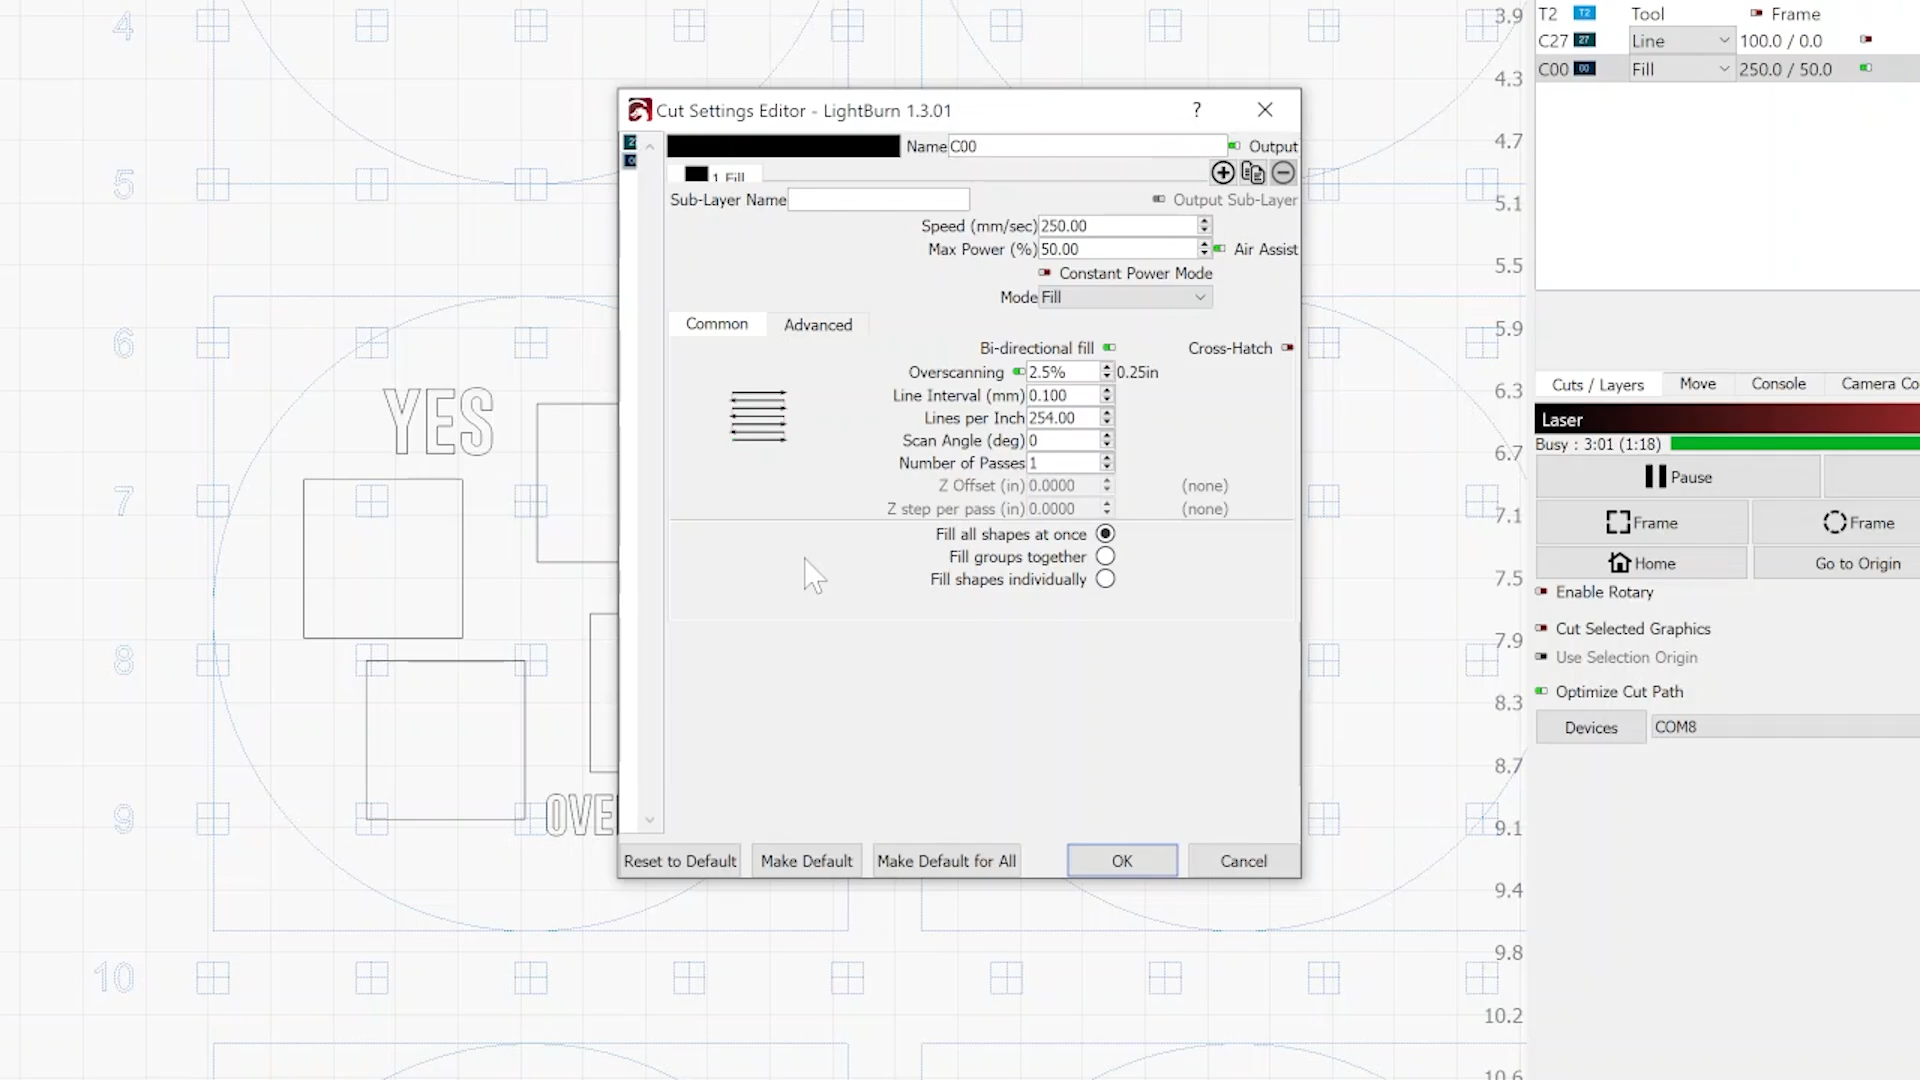 4
5
6
7
8
9
10
YES
OVE
3.9
4.3
4.7
5.1
5.5
5.9
6.3
6.7
7.1
7.5
7.9
8.3
8.7
9.1
9.4
9.8
10.2
10.6
Cut Settings Editor - LightBurn 1.3.01
?
Name C00 Output
1 Fill
Sub-Layer Name Output Sub-Layer
Speed (mm/sec) 250.00
Max Power (%) 50.00 Air Assist
Constant Power Mode
Mode Fill
Common Advanced
Bi-directional fill Cross-Hatch
Overscanning 2.5% 0.25in
Line Interval (mm) 0.100
Lines per Inch 254.00
Scan Angle (deg) 0
Number of Passes 1
Z Offset (in) 0.0000 (none)
Z step per pass (in) 0.0000 (none)
Fill all shapes at once
Fill groups together
Fill shapes individually
Reset to Default Make Default Make Default for All OK Cancel
T2 T2 Tool Frame
C27 27 Line 100.0 / 0.0
C00 00 Fill 250.0 / 50.0
Cuts / Layers Move Console Camera Co
Laser
Busy : 3:01 (1:18)
Pause
Frame Frame
Home Go to Origin
Enable Rotary
Cut Selected Graphics
Use Selection Origin
Optimize Cut Path
Devices COM8